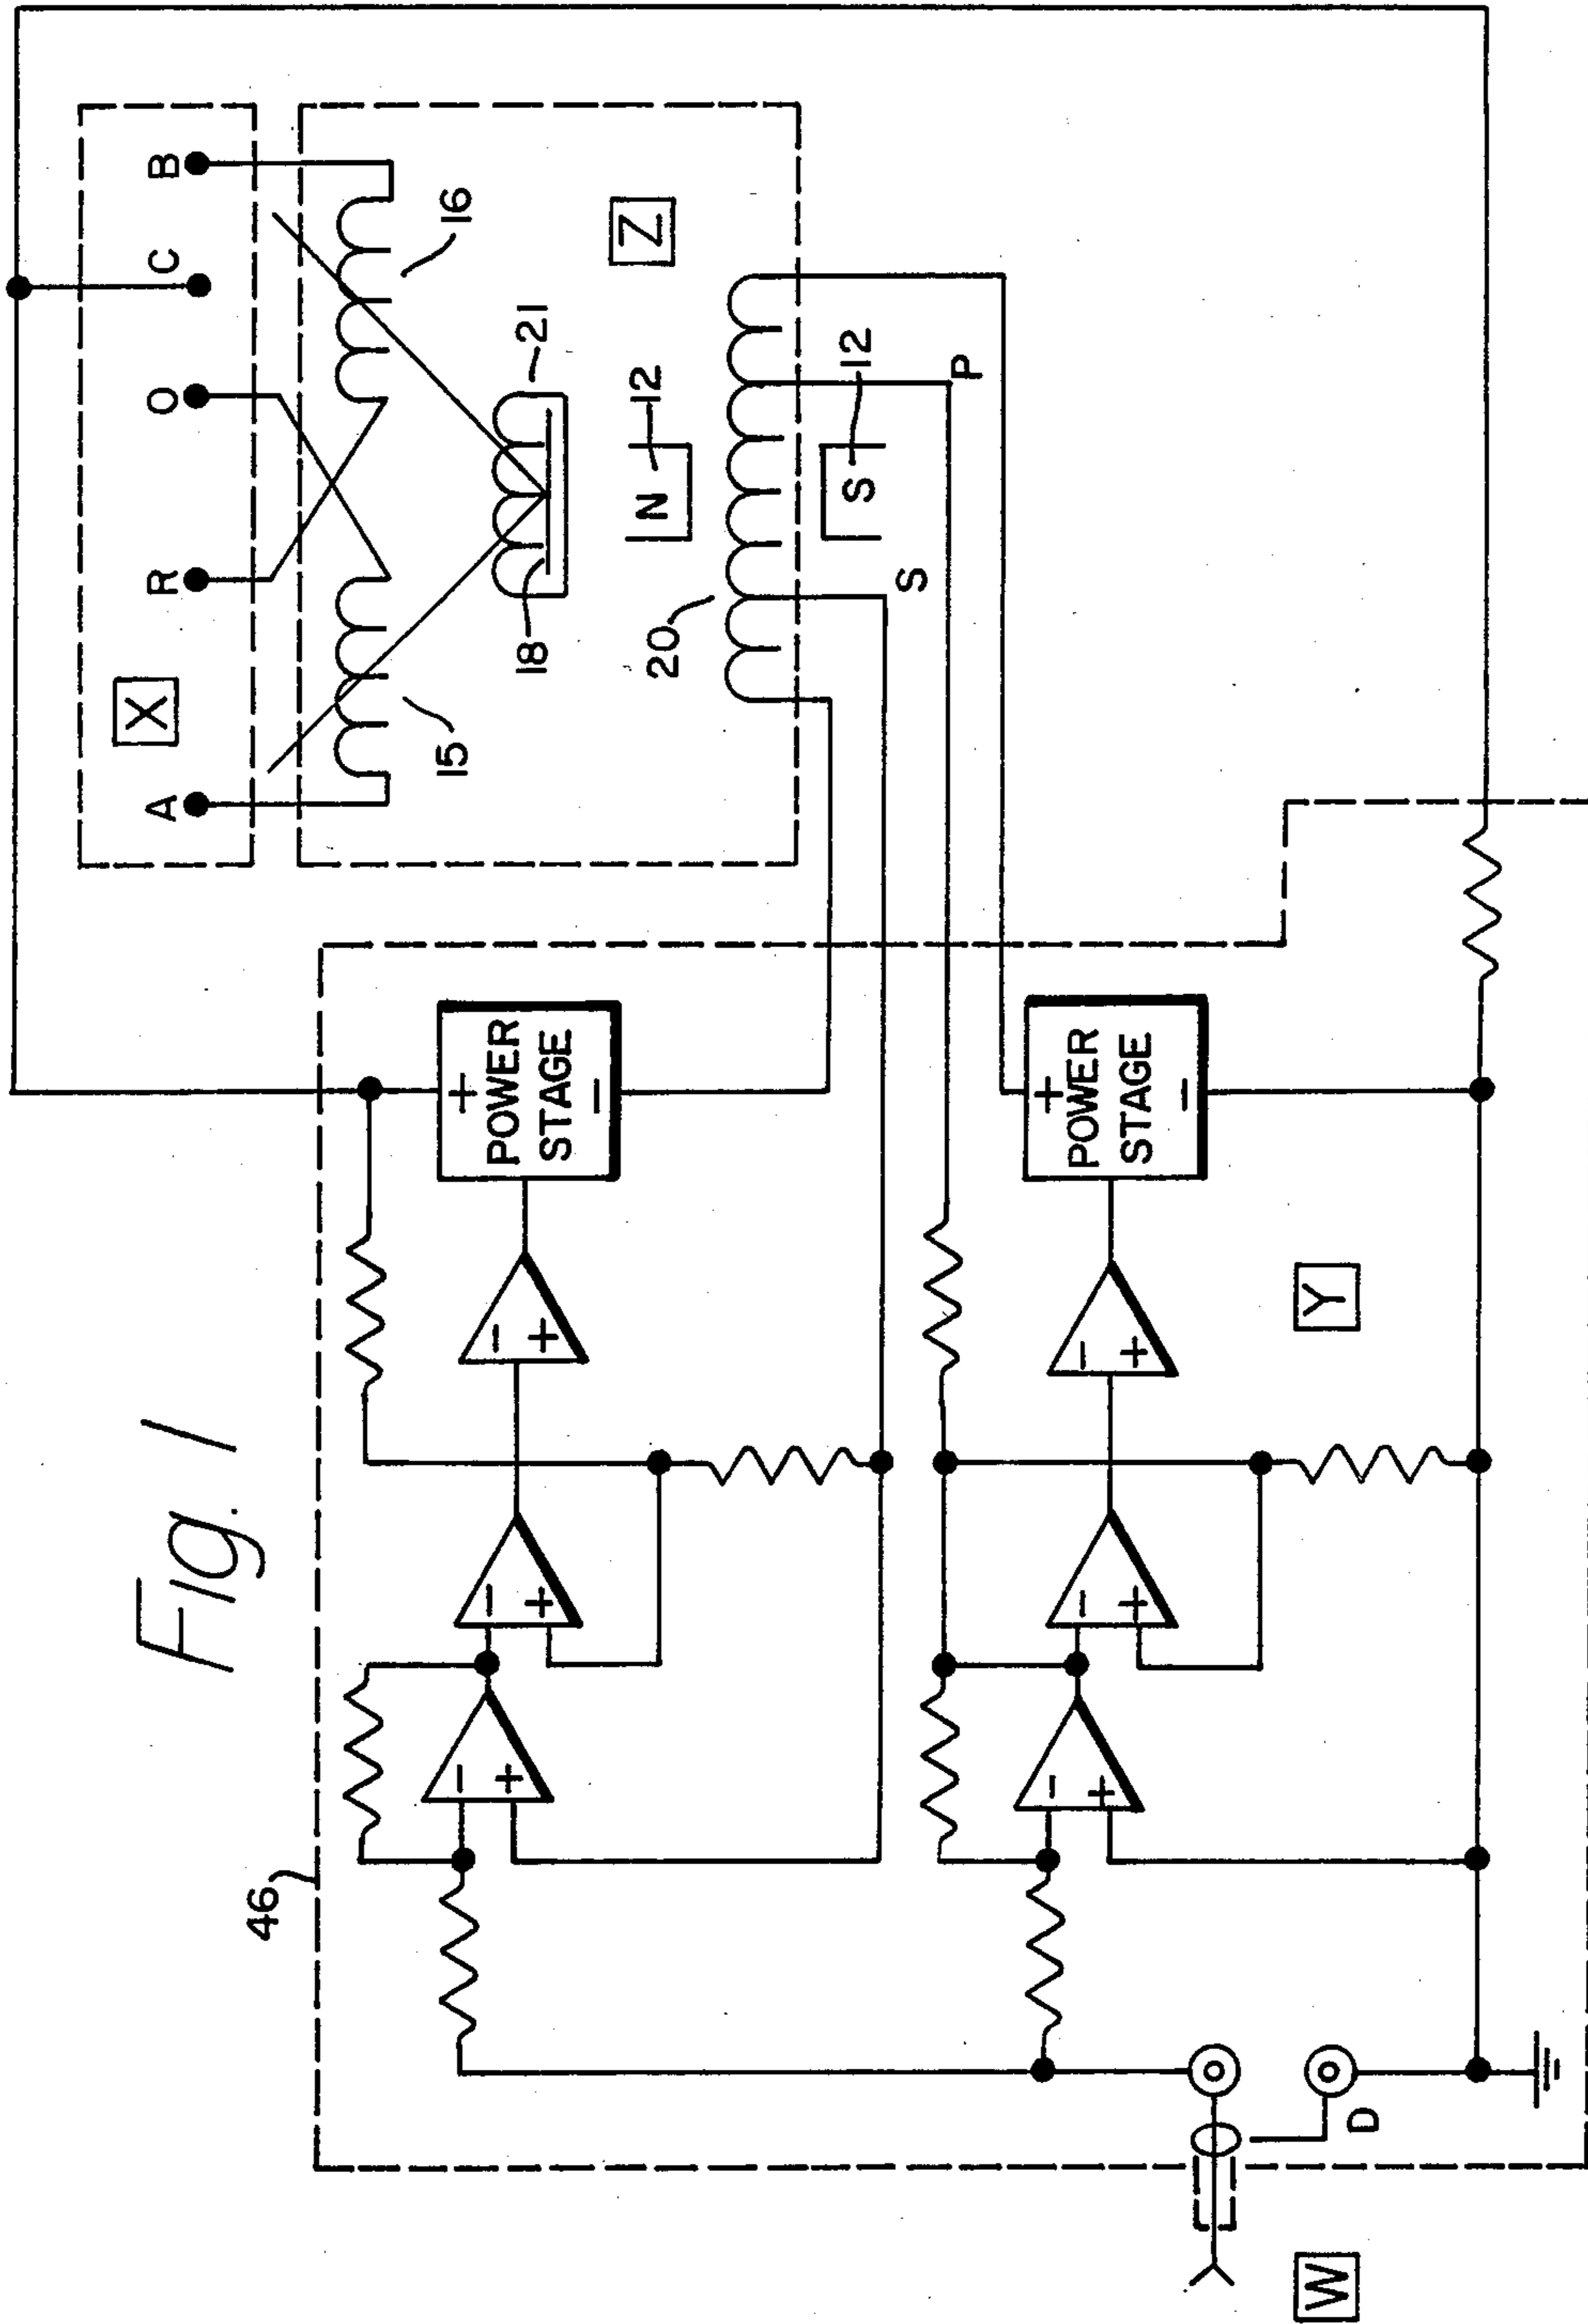 Fig. 1
46
X
A
R
O
C
B
15
16
18
21
Z
N
12
20
S
12
S
P
+
POWER
STAGE
−
−
+
−
+
−
+
+
POWER
STAGE
−
−
+
−
+
−
+
Y
D
W